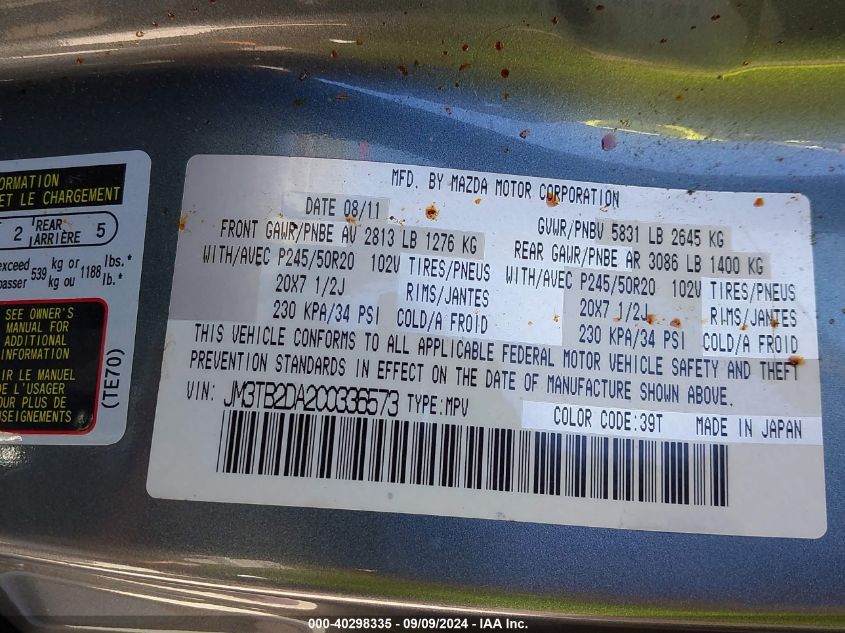 ORMATION
ET LE CHARGEMENT
2 REAR ARRIÈRE 5
exceed 539 kg or 1188 lbs.*
passer kg ou lb.*
SEE OWNER'S
MANUAL FOR
ADDITIONAL
INFORMATION
IR LE MANUEL
DE L'USAGER
OUR PLUS DE
NSEIGNEMENTS
(TE70)
MFD. BY MAZDA MOTOR CORPORATION
DATE 08/11 GVWR/PNBV 5831 LB 2645 KG
FRONT GAWR/PNBE AV 2813 LB 1276 KG REAR GAWR/PNBE AR 3086 LB 1400 KG
WITH/AVEC P245/50R20 102V TIRES/PNEUS WITH/AVEC P245/50R20 102V TIRES/PNEUS
20X7 1/2J RIMS/JANTES 20X7 1/2J RIMS/JANTES
230 KPA/34 PSI COLD/A FROID 230 KPA/34 PSI COLD/A FROID
THIS VEHICLE CONFORMS TO ALL APPLICABLE FEDERAL MOTOR VEHICLE SAFETY AND THEFT
PREVENTION STANDARDS IN EFFECT ON THE DATE OF MANUFACTURE SHOWN ABOVE.
VIN: JM3TB2DA200336573 TYPE:MPV
COLOR CODE:39T MADE IN JAPAN
000-40298335 - 09/09/2024 - IAA Inc.